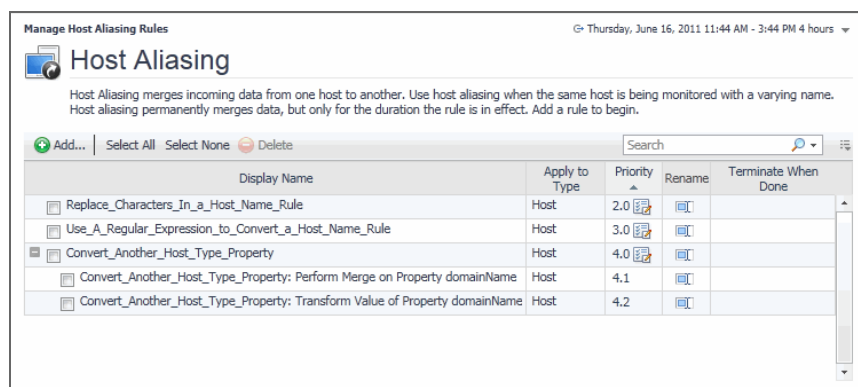 Manage Host Aliasing Rules
Thursday, June 16, 2011 11:44 AM - 3:44 PM 4 hours
Host Aliasing
Host Aliasing merges incoming data from one host to another. Use host aliasing when the same host is being monitored with a varying name.
Host aliasing permanently merges data, but only for the duration the rule is in effect. Add a rule to begin.
Add... Select All Select None Delete Search
Display Name Apply to Type Priority Rename Terminate When Done
Replace_Characters_In_a_Host_Name_Rule Host 2.0
Use_A_Regular_Expression_to_Convert_a_Host_Name_Rule Host 3.0
Convert_Another_Host_Type_Property Host 4.0
Convert_Another_Host_Type_Property: Perform Merge on Property domainName Host 4.1
Convert_Another_Host_Type_Property: Transform Value of Property domainName Host 4.2